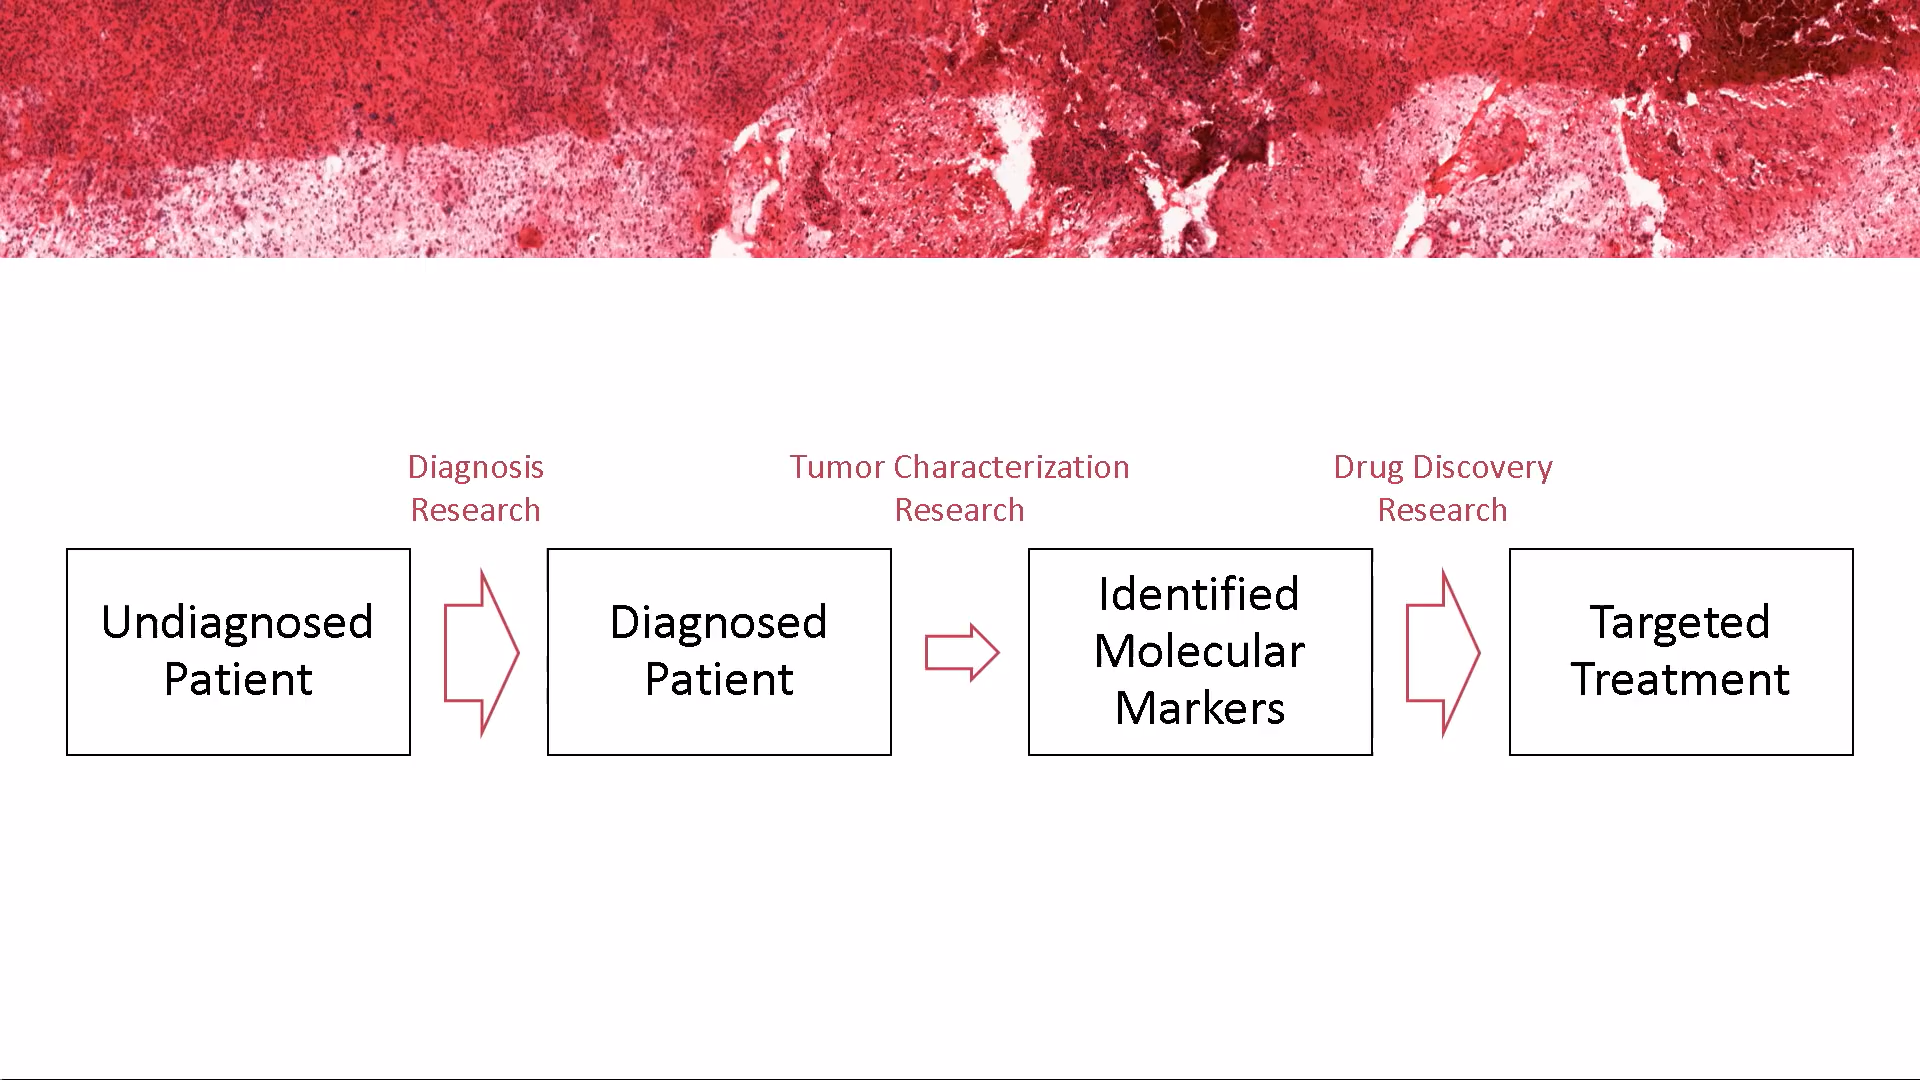 Diagnosis
Research
Tumor Characterization
Research
Drug Discovery
Research
Undiagnosed
Patient
Diagnosed
Patient
Identified
Molecular
Markers
Targeted
Treatment